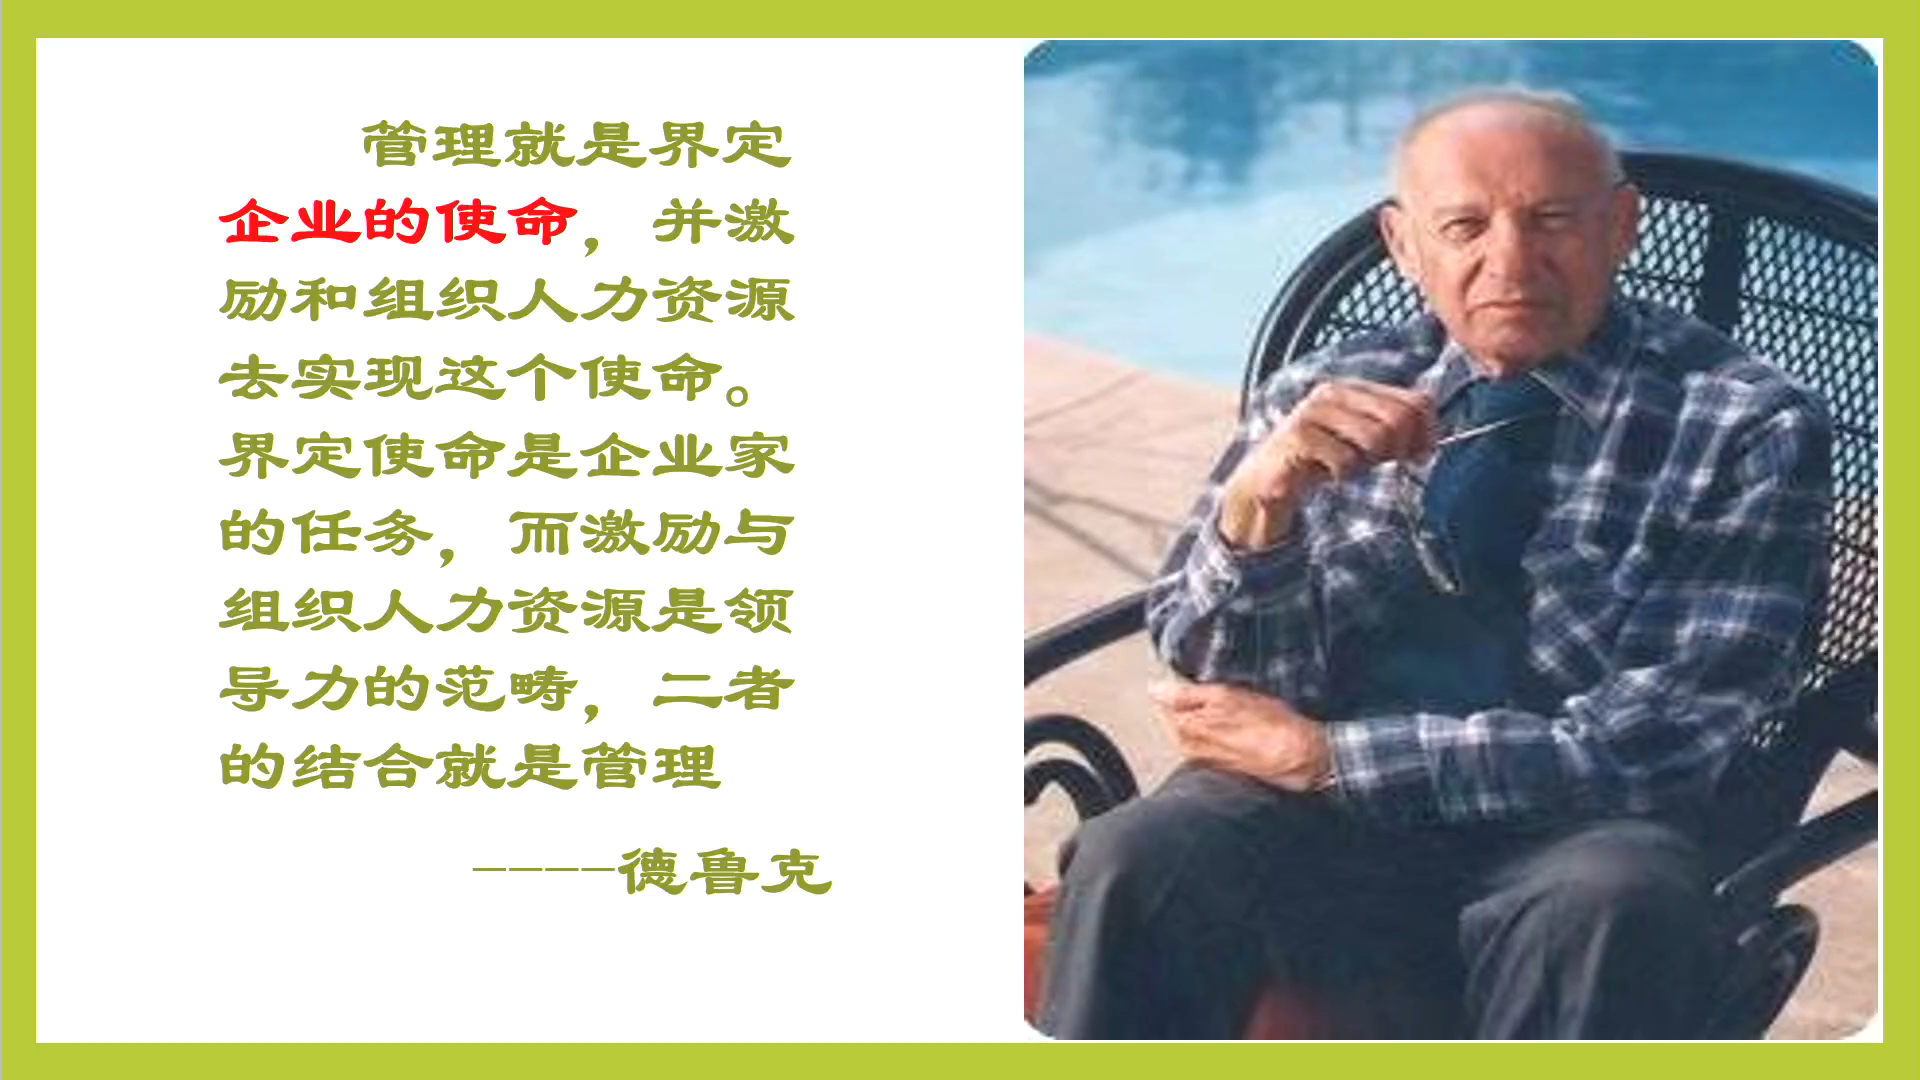 管理就是界定
企业的使命，并激
励和组织人力资源
去实现这个使命。
界定使命是企业家
的任务，而激励与
组织人力资源是领
导力的范畴，二者
的结合就是管理
----德鲁克